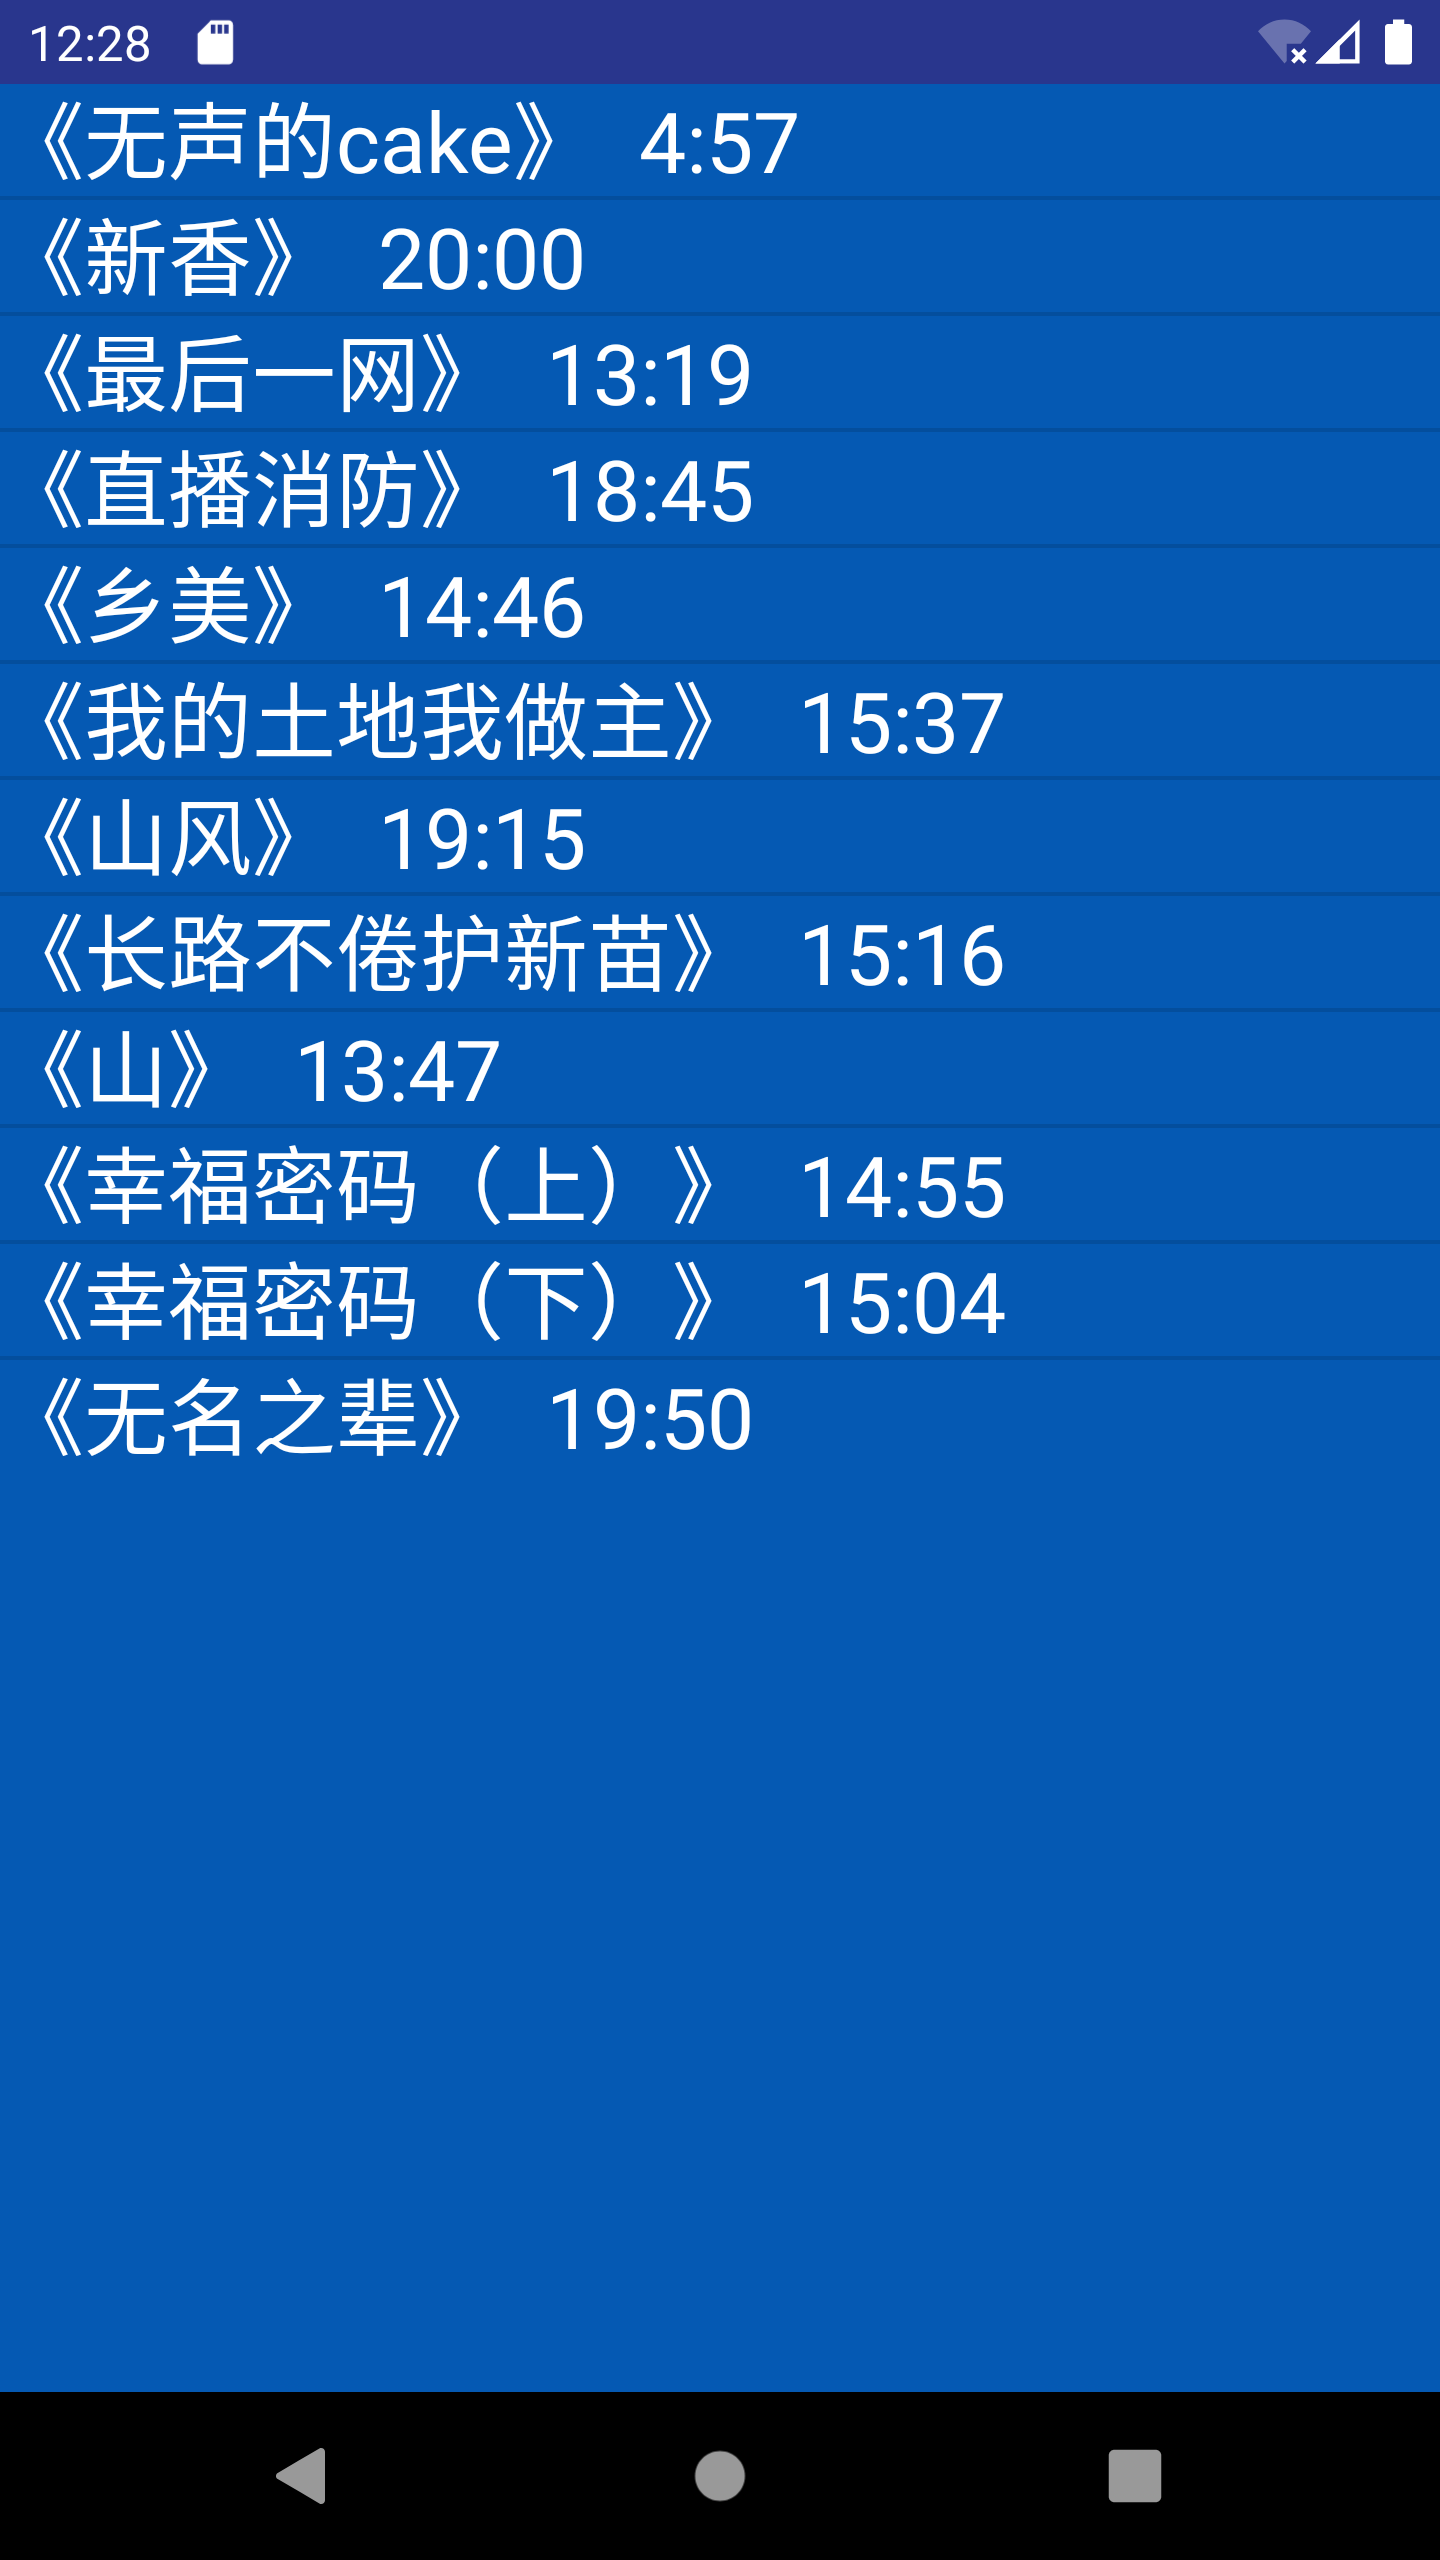 12:28
《无声的cake》 4:57
《新香》 20:00
《最后一网》 13:19
《直播消防》 18:45
《乡美》 14:46
《我的土地我做主》 15:37
《山风》 19:15
《长路不倦护新苗》 15:16
《山》 13:47
《幸福密码（上）》 14:55
《幸福密码（下）》 15:04
《无名之辈》 19:50